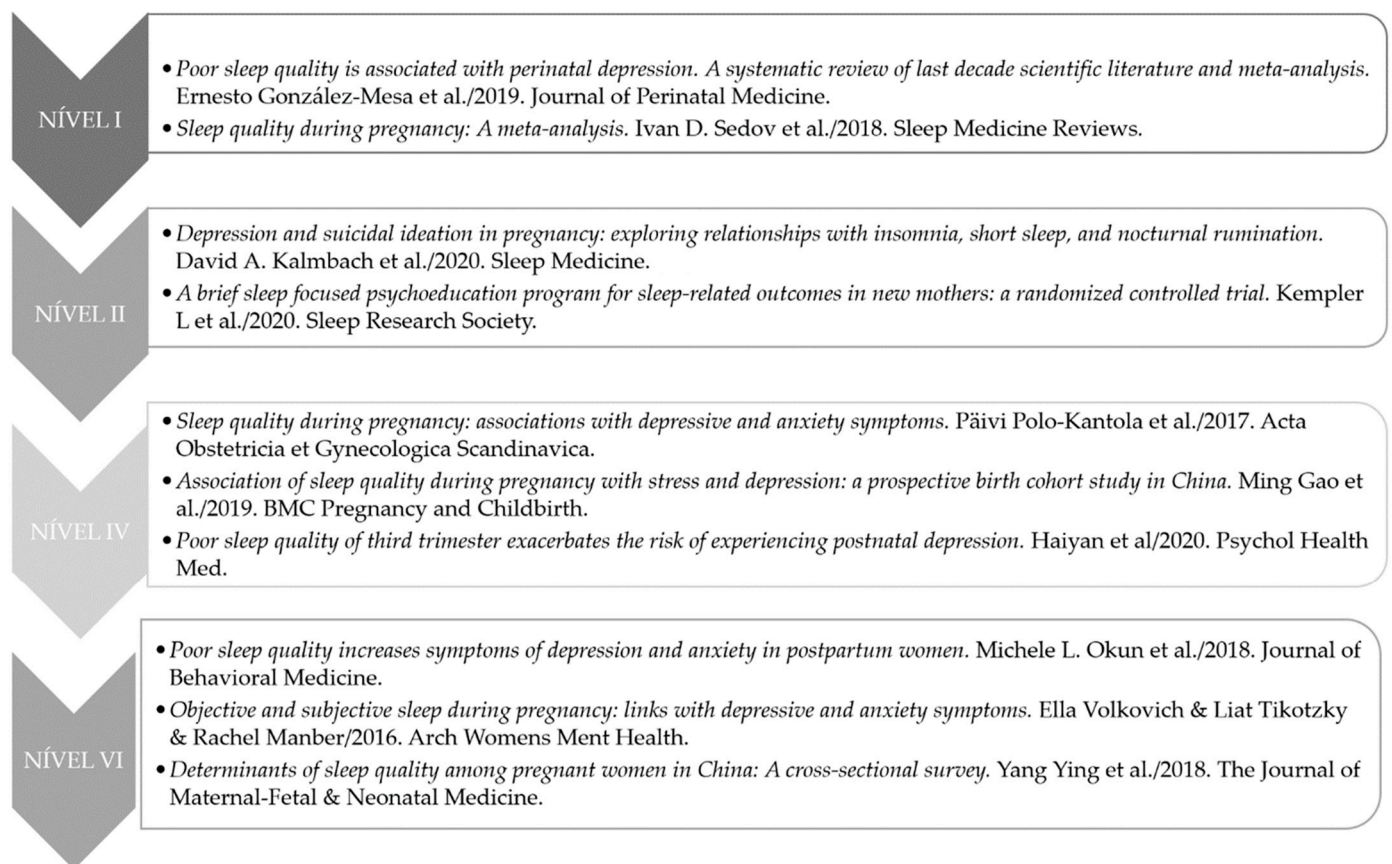 NÍVEL I
• Poor sleep quality is associated with perinatal depression. A systematic review of last decade scientific literature and meta-analysis.
Ernesto González-Mesa et al./2019. Journal of Perinatal Medicine.
• Sleep quality during pregnancy: A meta-analysis. Ivan D. Sedov et al./2018. Sleep Medicine Reviews.
NÍVEL II
• Depression and suicidal ideation in pregnancy: exploring relationships with insomnia, short sleep, and nocturnal rumination.
David A. Kalmbach et al./2020. Sleep Medicine.
• A brief sleep focused psychoeducation program for sleep-related outcomes in new mothers: a randomized controlled trial. Kempler
L et al./2020. Sleep Research Society.
NÍVEL IV
• Sleep quality during pregnancy: associations with depressive and anxiety symptoms. Päivi Polo-Kantola et al./2017. Acta
Obstetricia et Gynecologica Scandinavica.
• Association of sleep quality during pregnancy with stress and depression: a prospective birth cohort study in China. Ming Gao et
al./2019. BMC Pregnancy and Childbirth.
• Poor sleep quality of third trimester exacerbates the risk of experiencing postnatal depression. Haiyan et al/2020. Psychol Health
Med.
NÍVEL VI
• Poor sleep quality increases symptoms of depression and anxiety in postpartum women. Michele L. Okun et al./2018. Journal of
Behavioral Medicine.
• Objective and subjective sleep during pregnancy: links with depressive and anxiety symptoms. Ella Volkovich & Liat Tikotzky
& Rachel Manber/2016. Arch Womens Ment Health.
• Determinants of sleep quality among pregnant women in China: A cross-sectional survey. Yang Ying et al./2018. The Journal of
Maternal-Fetal & Neonatal Medicine.